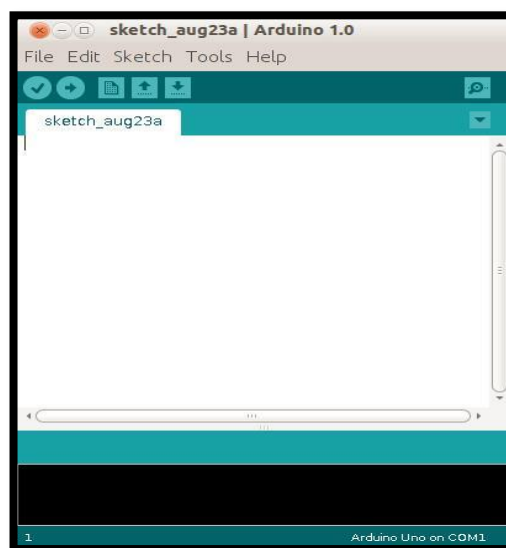 sketch_aug23a | Arduino 1.0
File Edit Sketch Tools Help
sketch_aug23a
1 Arduino Uno on COM1